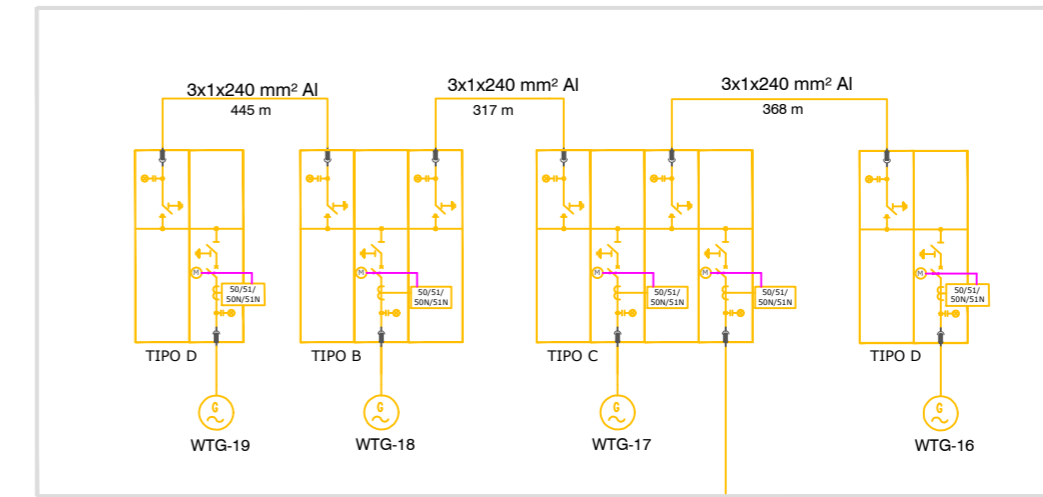 3x1x240 mm² Al
445 m
3x1x240 mm² Al
317 m
3x1x240 mm² Al
368 m
M
50/51/
50N/51N
M
50/51/
50N/51N
M
50/51/
50N/51N
M
50/51/
50N/51N
M
50/51/
50N/51N
TIPO D
TIPO B
TIPO C
TIPO D
G
G
G
G
WTG-19
WTG-18
WTG-17
WTG-16